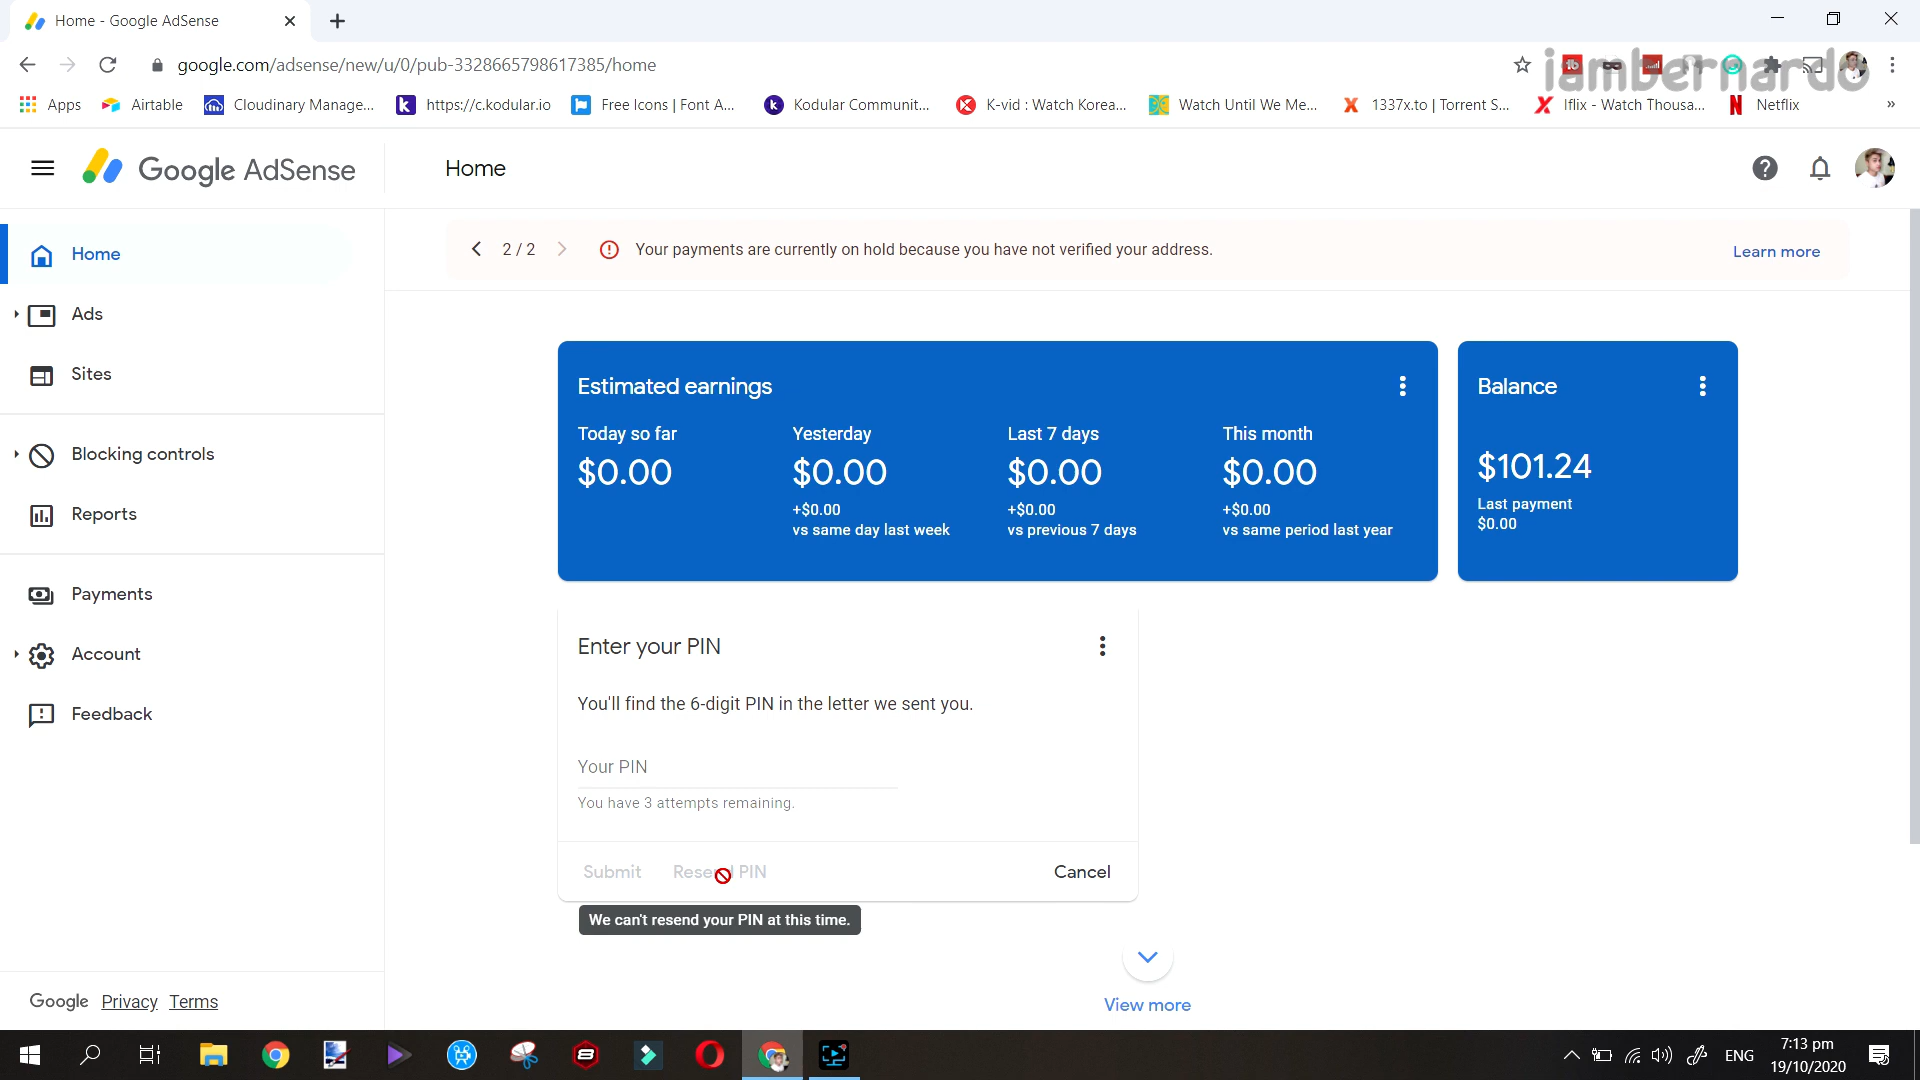 Home - Google AdSense
google.com/adsense/new/u/0/pub-3328665798617385/home
iambernardo
Apps Airtable Cloudinary Manage... https://c.kodular.io Free Icons | Font A... Kodular Communit... K-vid : Watch Korea... Watch Until We Me... 1337x.to | Torrent S... Iflix - Watch Thousa... Netflix »
Google AdSense
Home
Home
Ads
Sites
Blocking controls
Reports
Payments
Account
Feedback
Google Privacy Terms
2 / 2 Your payments are currently on hold because you have not verified your address. Learn more
Estimated earnings
Today so far Yesterday Last 7 days This month
$0.00 $0.00 $0.00 $0.00
+$0.00 +$0.00 +$0.00
vs same day last week vs previous 7 days vs same period last year
Balance
$101.24
Last payment
$0.00
Enter your PIN
You'll find the 6-digit PIN in the letter we sent you.
Your PIN
You have 3 attempts remaining.
Submit Resend PIN Cancel
We can't resend your PIN at this time.
View more
ENG
7:13 pm
19/10/2020